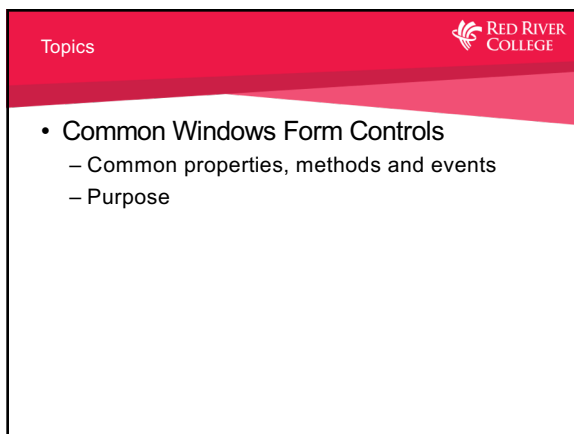 Topics
RED RIVER
COLLEGE
• Common Windows Form Controls
– Common properties, methods and events
– Purpose